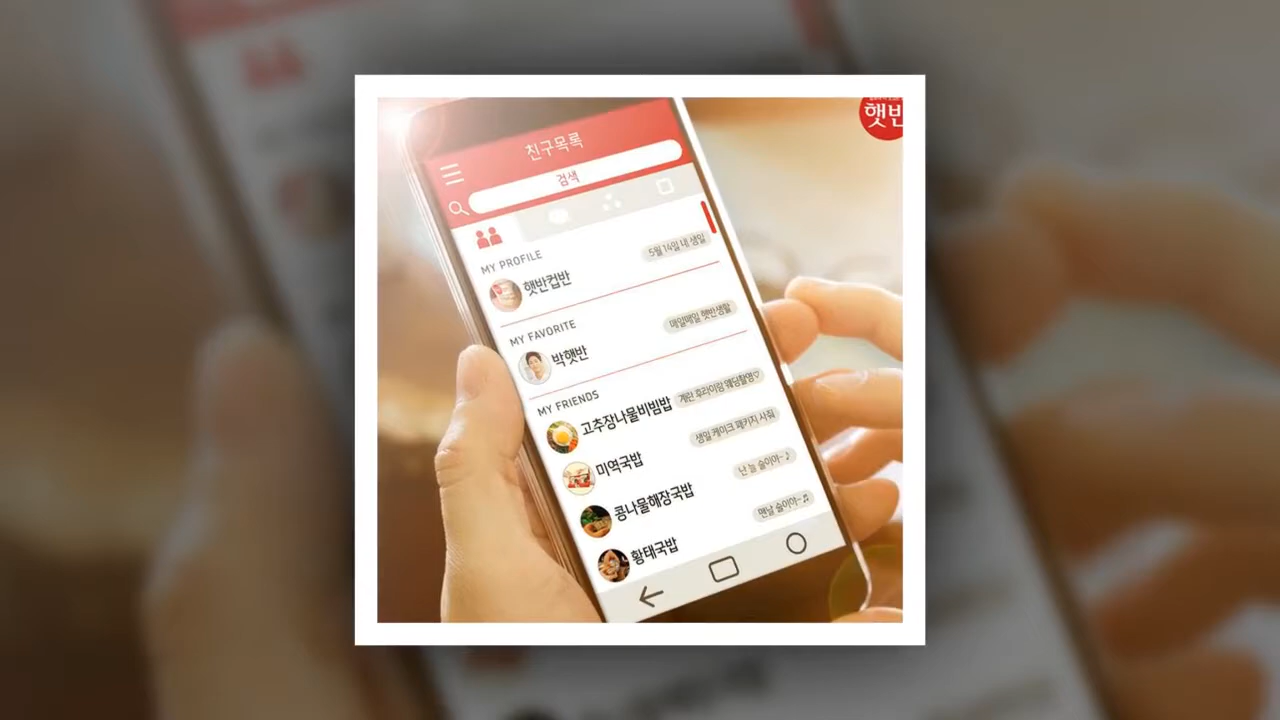 햇반
친구목록
검색
MY PROFILE
5월 14일 내 생일
햇반컵반
MY FAVORITE
매일매일 햇반생활
박햇반
MY FRIENDS
고추장나물비빔밥
계란 후라이랑 웨딩촬영♡
미역국밥
생일 케이크 패키지 사줘
콩나물해장국밥
난 늘 술이야~♪
황태국밥
맨날 술이야~♬